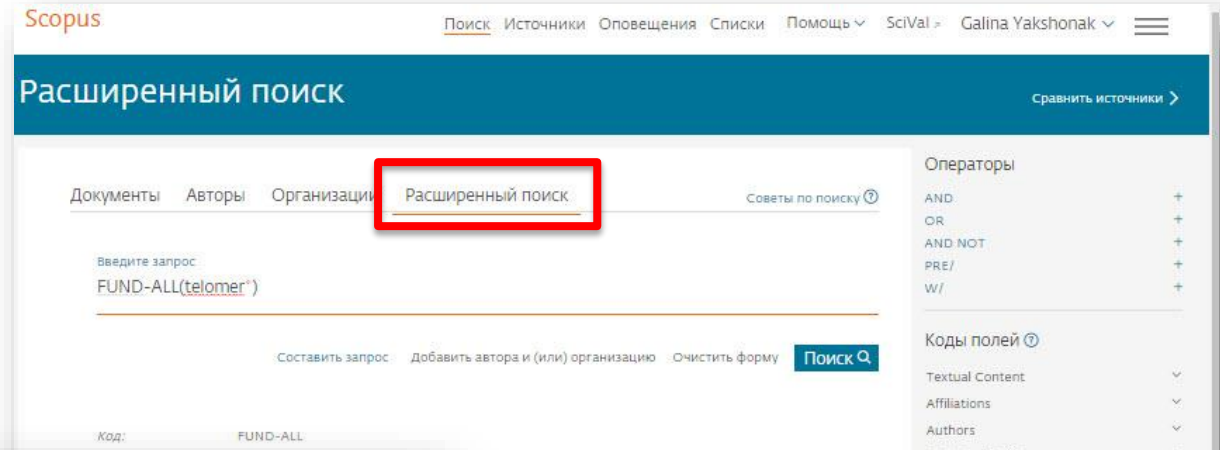 Scopus
Поиск Источники Оповещения Списки Помощь SciVal Galina Yakshonak
Расширенный поиск
Сравнить источники
Документы Авторы Организации Расширенный поиск
Советы по поиску
Введите запрос
FUND-ALL(telomer*)
Составить запрос Добавить автора и (или) организацию Очистить форму Поиск
Код: FUND-ALL
Операторы
AND +
OR +
AND NOT +
PRE/ +
W/ +
Коды полей
Textual Content
Affiliations
Authors